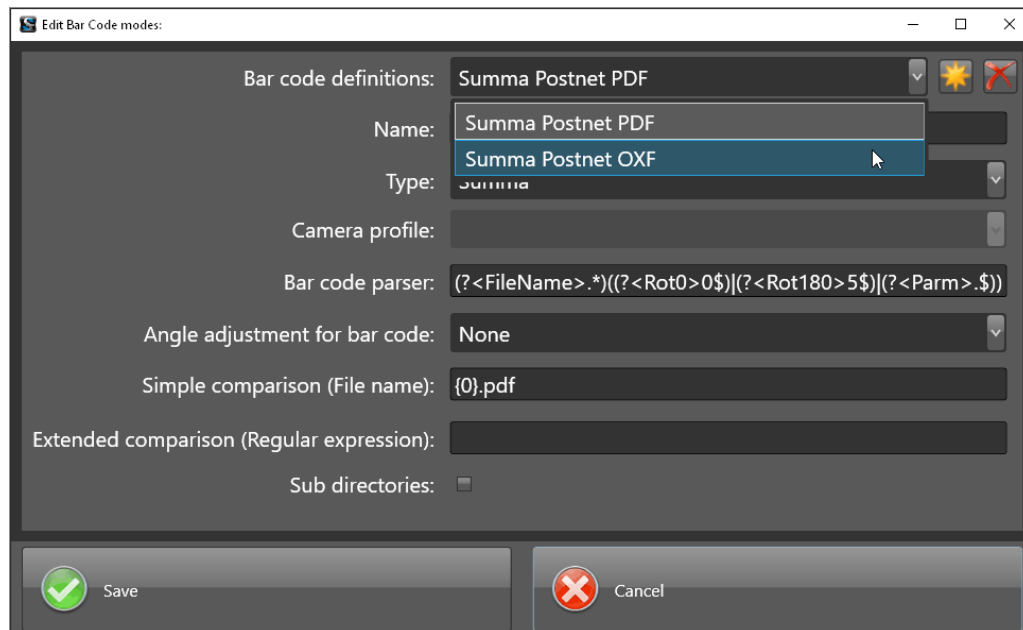 Edit Bar Code modes:
Bar code definitions: Summa Postnet PDF
Summa Postnet PDF
Name:
Summa Postnet OXF
Type: Summa
Camera profile:
Bar code parser: (?<FileName>.*)((?<Rot0>0$)|(?<Rot180>5$)|(?<Parm>.$))
Angle adjustment for bar code: None
Simple comparison (File name): {0}.pdf
Extended comparison (Regular expression):
Sub directories:
Save Cancel